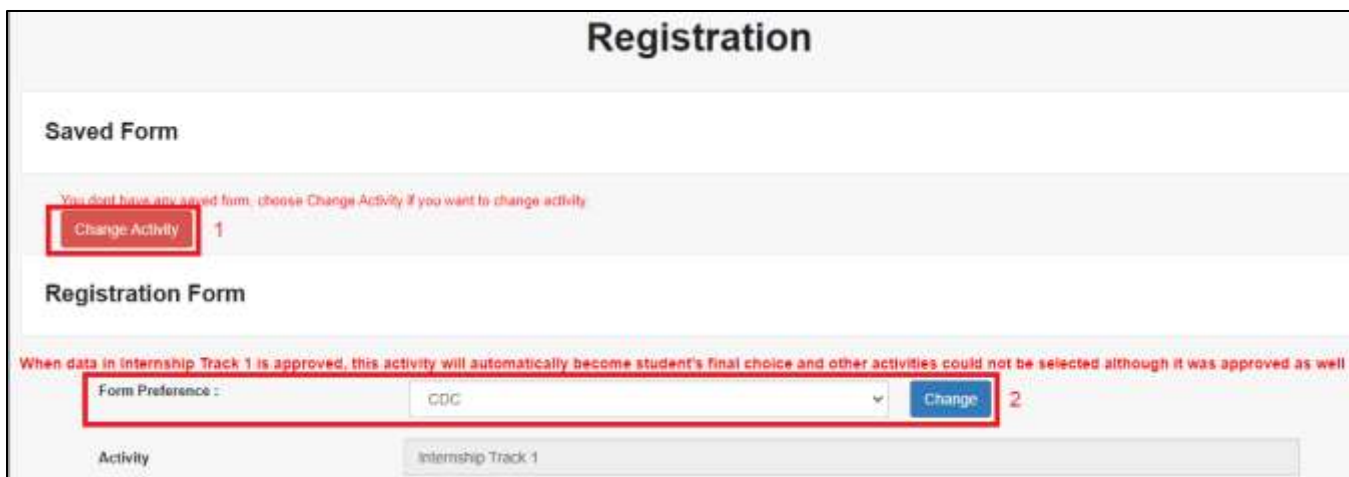 Registration
Saved Form
You dont have any saved form, choose Change Activity if you want to change activity
Change Activity 1
Registration Form
When data in Internship Track 1 is approved, this activity will automatically become student's final choice and other activities could not be selected although it was approved as well
Form Preference : CDC Change 2
Activity Internship Track 1